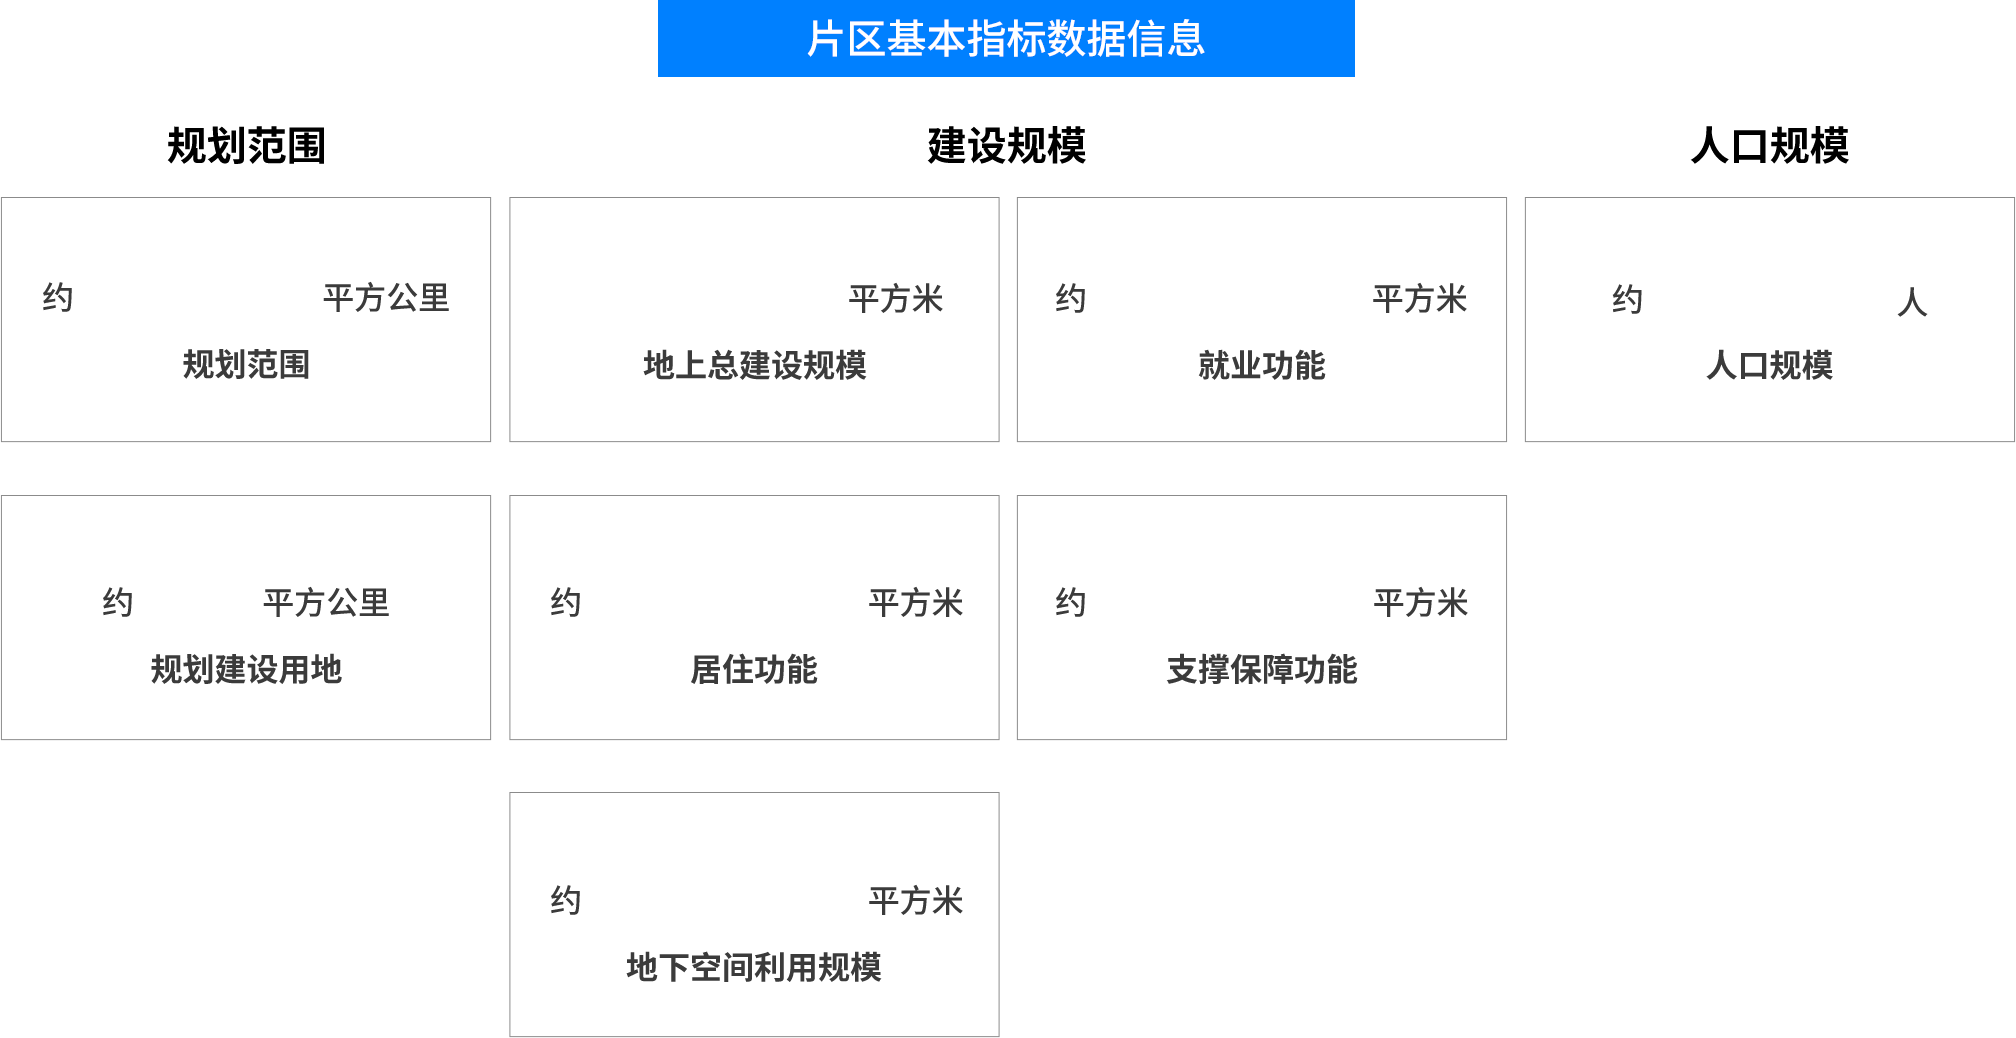 片区基本指标数据信息
规划范围
建设规模
人口规模
约 平方公里
规划范围
平方米
地上总建设规模
约 平方米
就业功能
约 人
人口规模
约 平方公里
规划建设用地
约 平方米
居住功能
约 平方米
支撑保障功能
约 平方米
地下空间利用规模